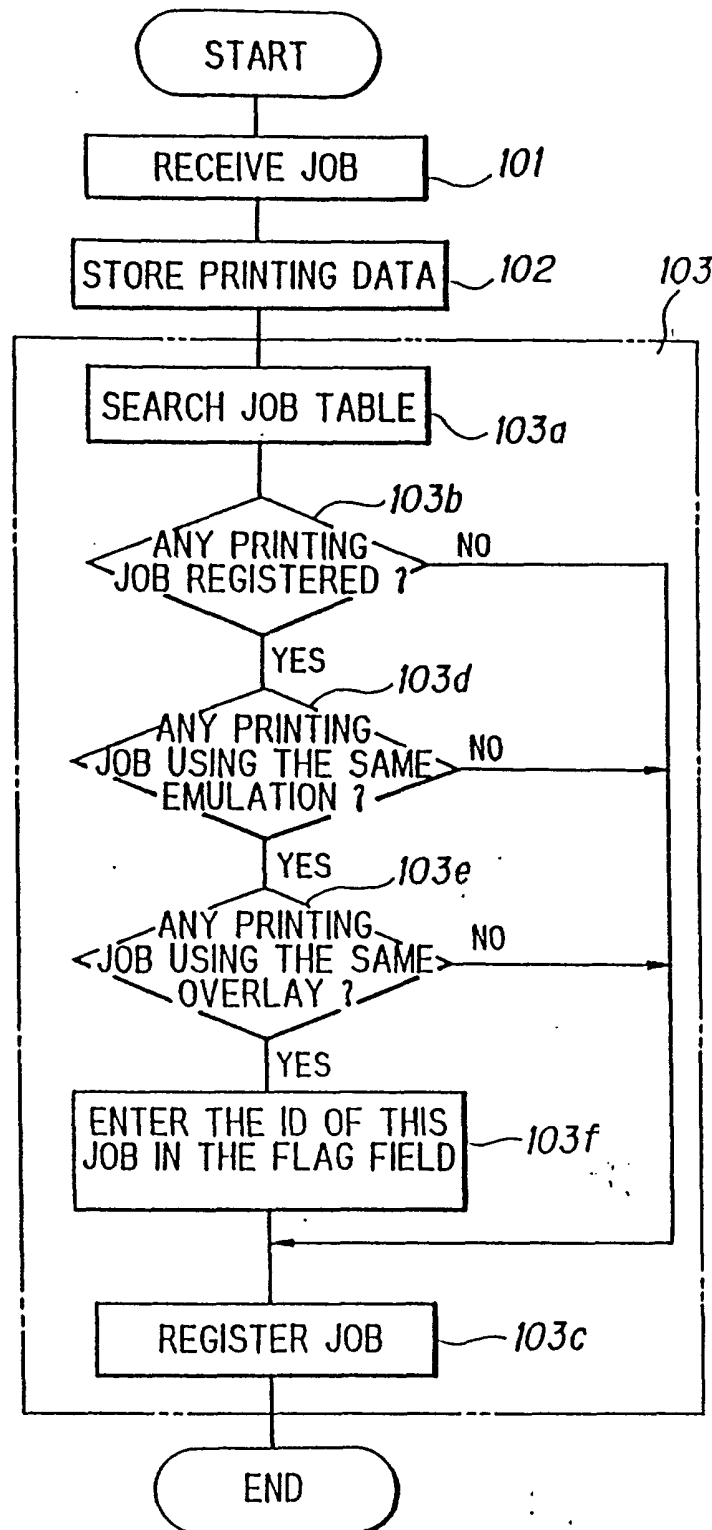 START
RECEIVE JOB
101
STORE PRINTING DATA
102
103
SEARCH JOB TABLE
103a
103b
ANY PRINTING
JOB REGISTERED ?
NO
YES
103d
ANY PRINTING
JOB USING THE SAME
EMULATION ?
NO
YES
103e
ANY PRINTING
JOB USING THE SAME
OVERLAY ?
NO
YES
ENTER THE ID OF THIS
JOB IN THE FLAG FIELD
103f
REGISTER JOB
103c
END